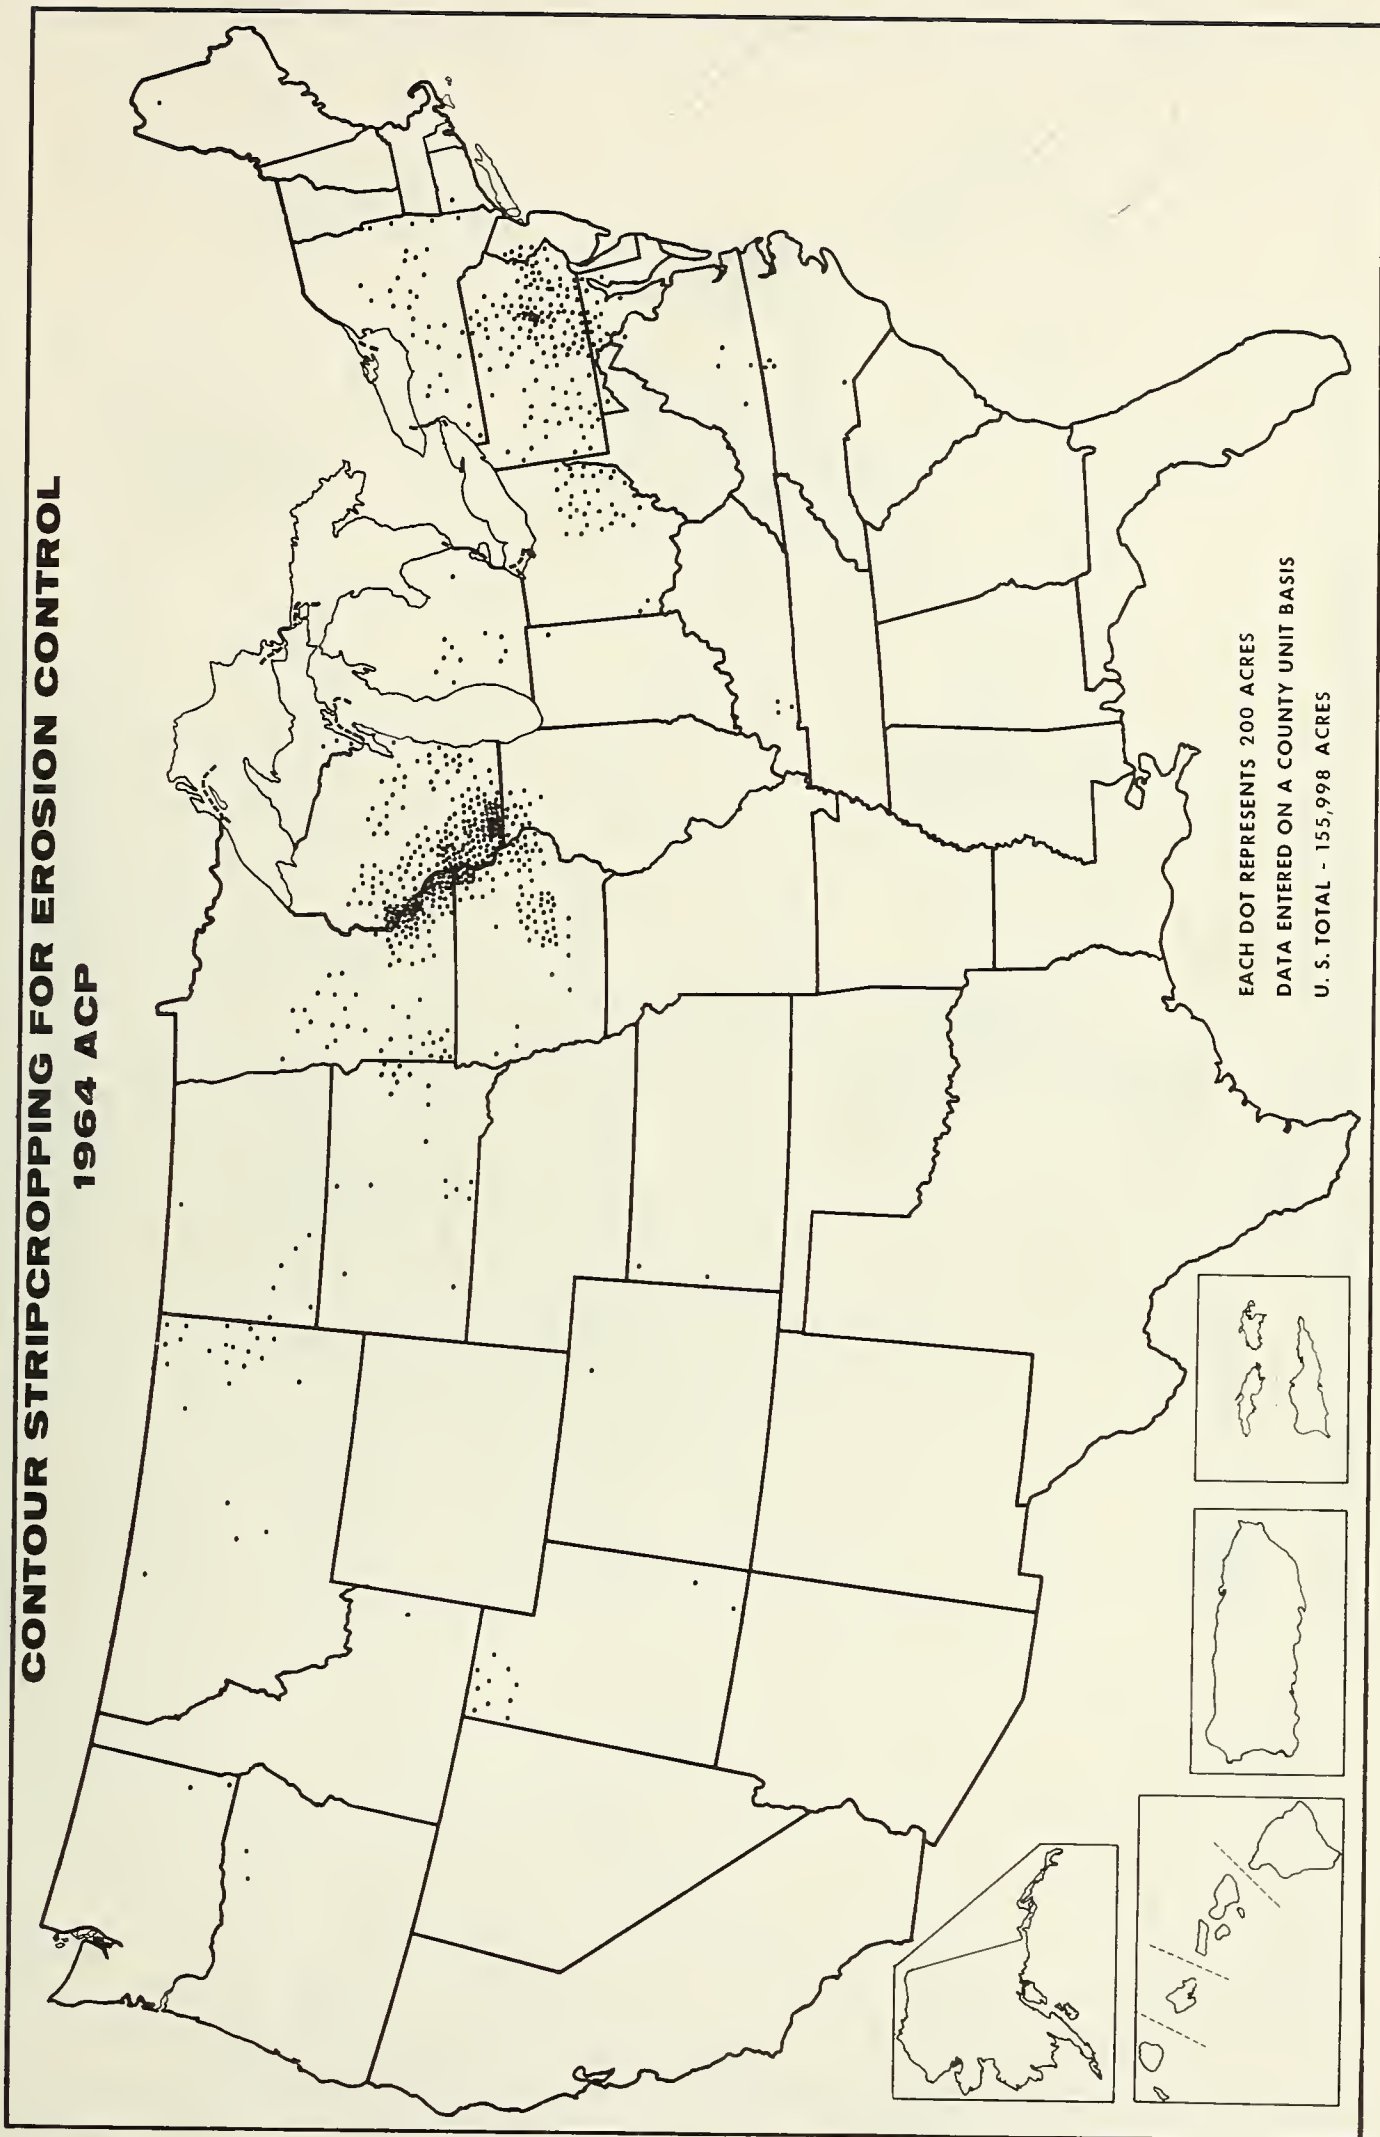 CONTOUR STRIPCROPPING FOR EROSION CONTROL
1964 ACP
EACH DOT REPRESENTS 200 ACRES
DATA ENTERED ON A COUNTY UNIT BASIS
U. S. TOTAL - 155,998 ACRES